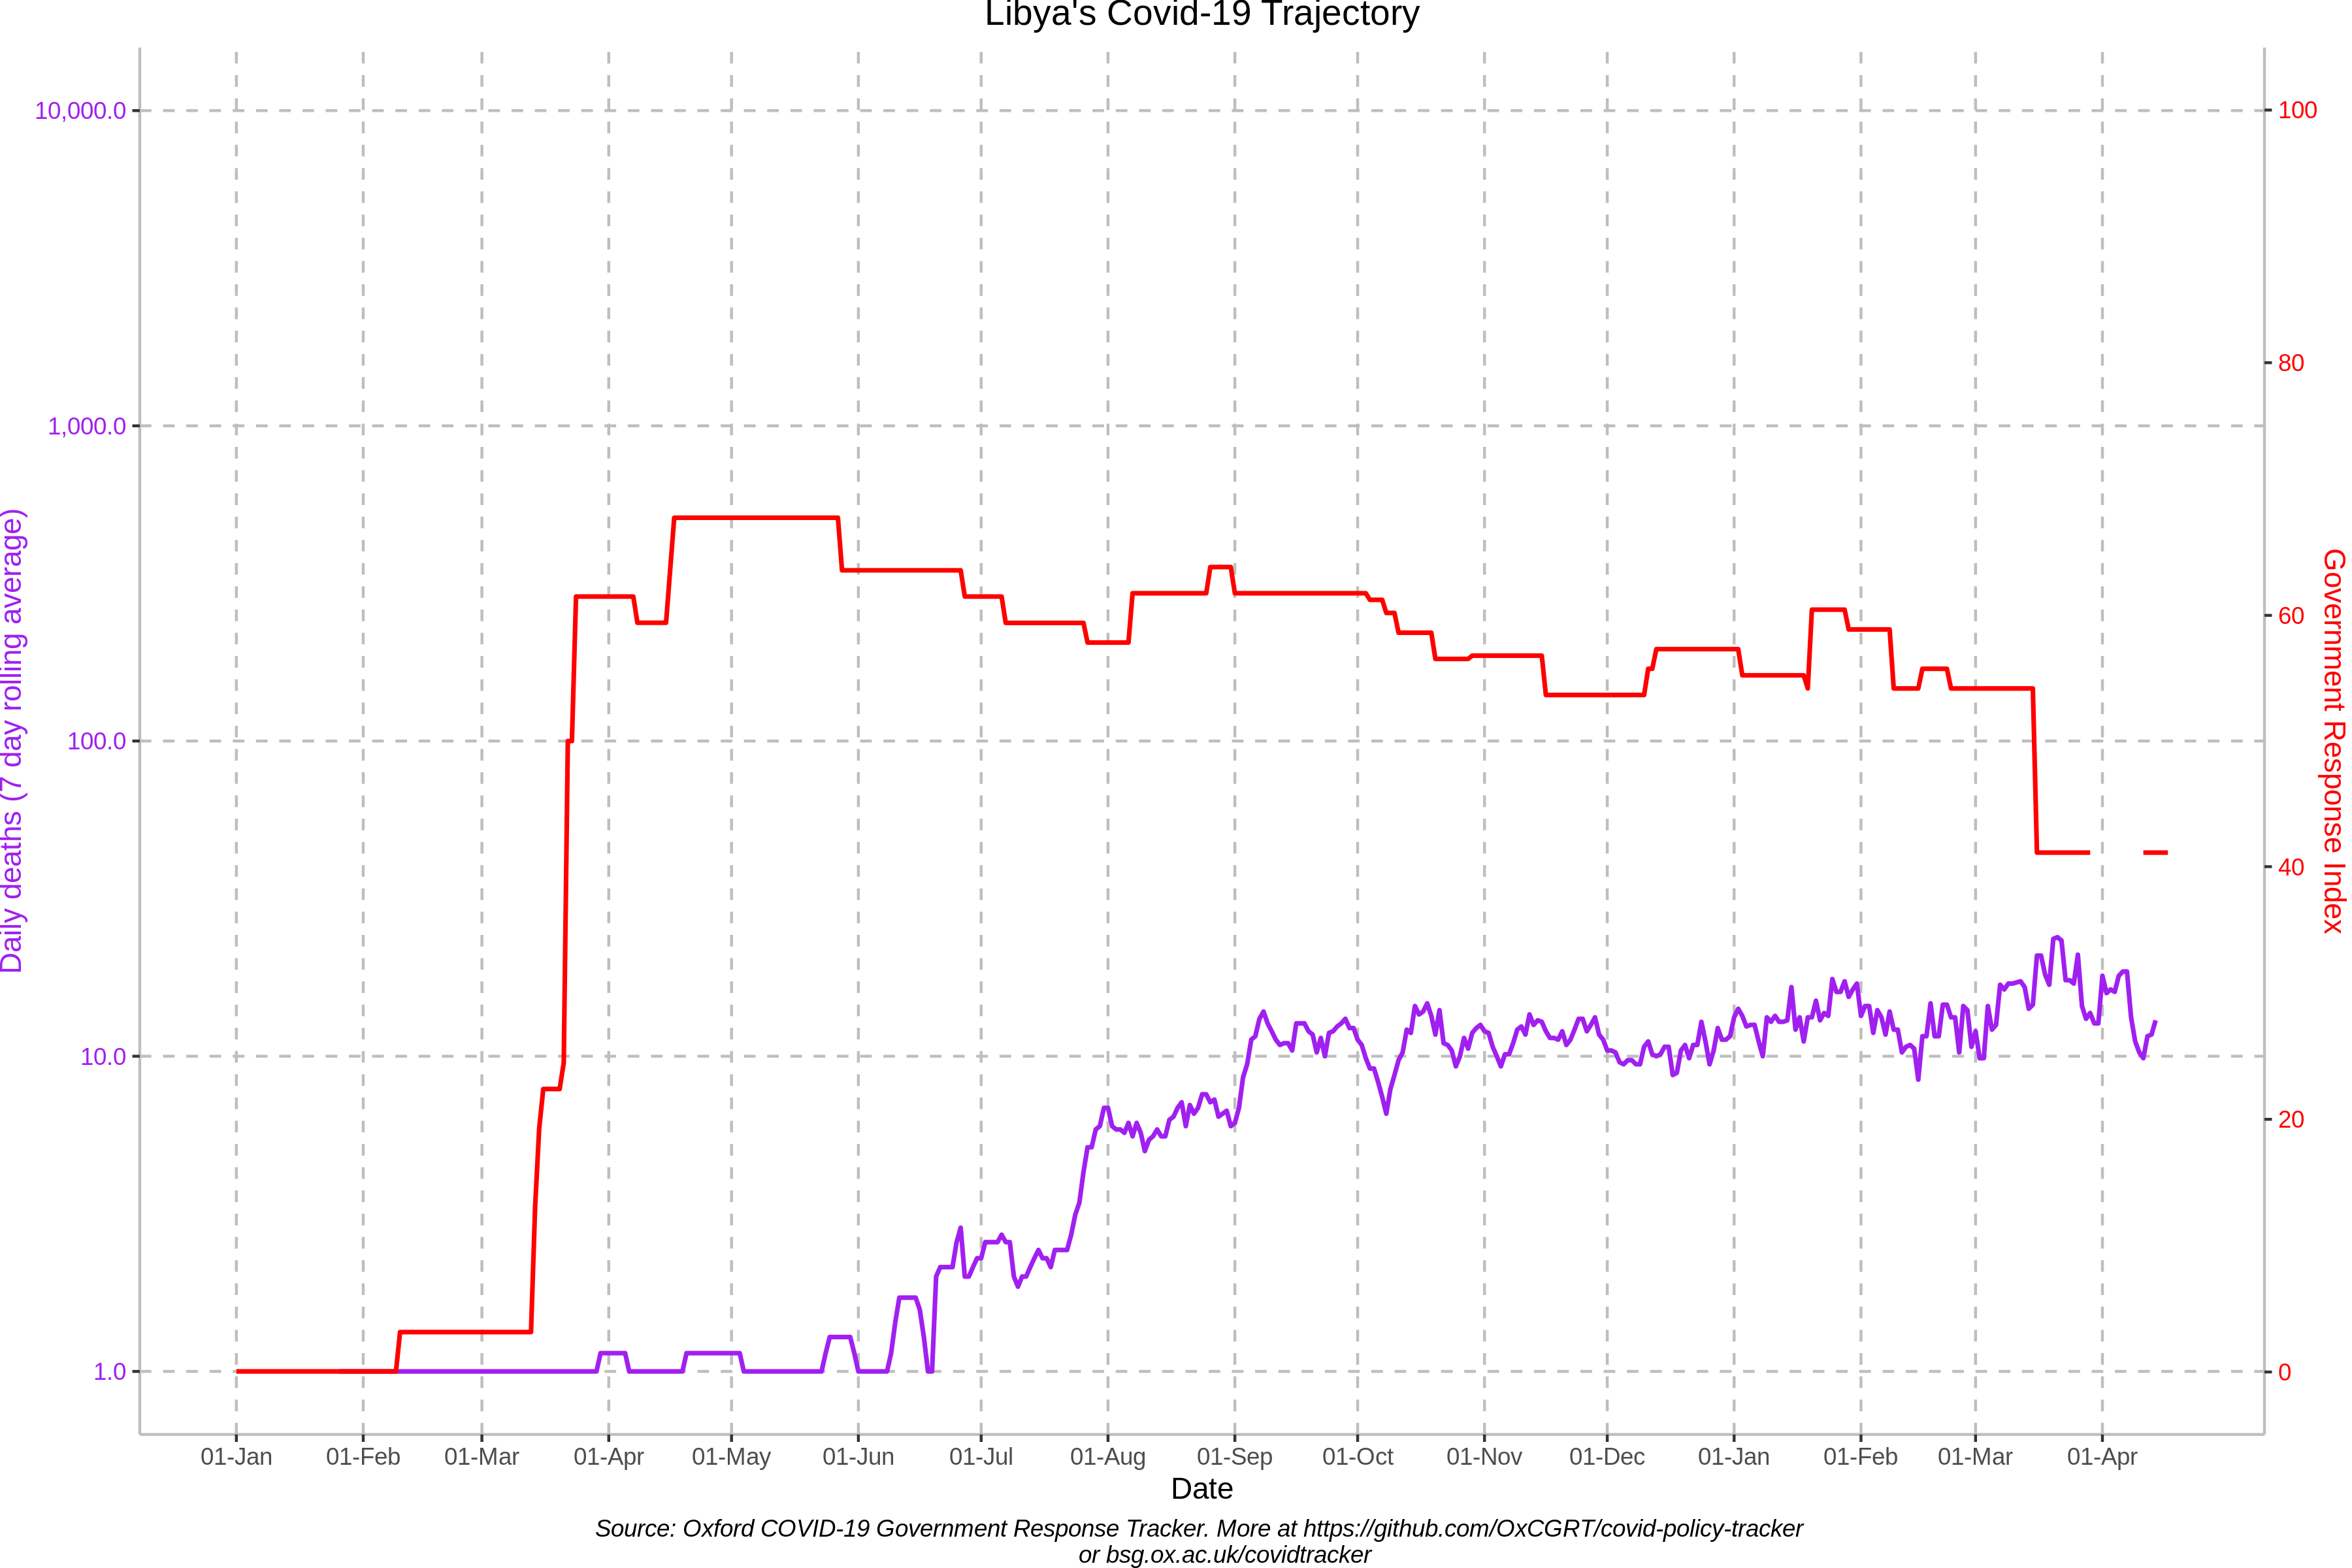 Libya's Covid-19 Trajectory
10,000.0
1,000.0
100.0
10.0
1.0
Daily deaths (7 day rolling average)
100
80
60
40
20
0
Government Response Index
01-Jan
01-Feb
01-Mar
01-Apr
01-May
01-Jun
01-Jul
01-Aug
01-Sep
01-Oct
01-Nov
01-Dec
01-Jan
01-Feb
01-Mar
01-Apr
Date
Source: Oxford COVID-19 Government Response Tracker. More at https://github.com/OxCGRT/covid-policy-tracker
or bsg.ox.ac.uk/covidtracker